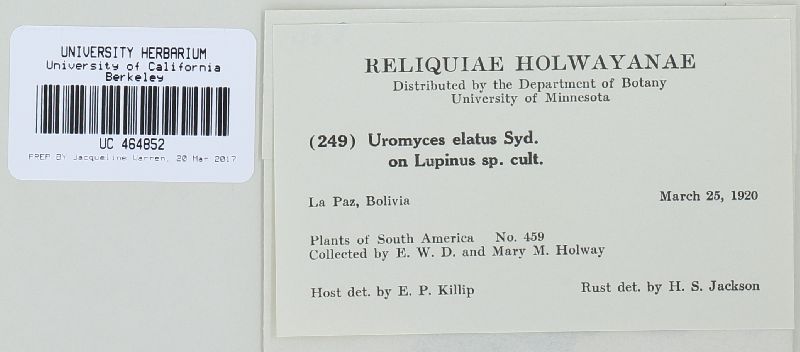 UNIVERSITY HERBARIUM
University of California
Berkeley
UC 464852
PREP BY Jacqueline Warren, 20 Mar 2017
RELIQUIAE HOLWAYANAE
Distributed by the Department of Botany
University of Minnesota
(249) Uromyces elatus Syd.
on Lupinus sp. cult.
La Paz, Bolivia March 25, 1920
Plants of South America No. 459
Collected by E. W. D. and Mary M. Holway
Host det. by E. P. Killip Rust det. by H. S. Jackson